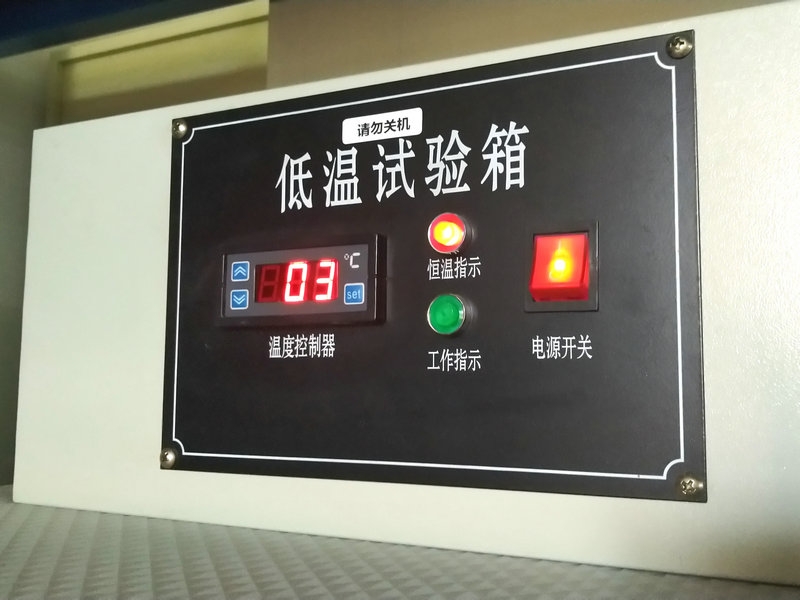 请勿关机
低温试验箱
03
°C
set
温度控制器
恒温指示
工作指示
电源开关